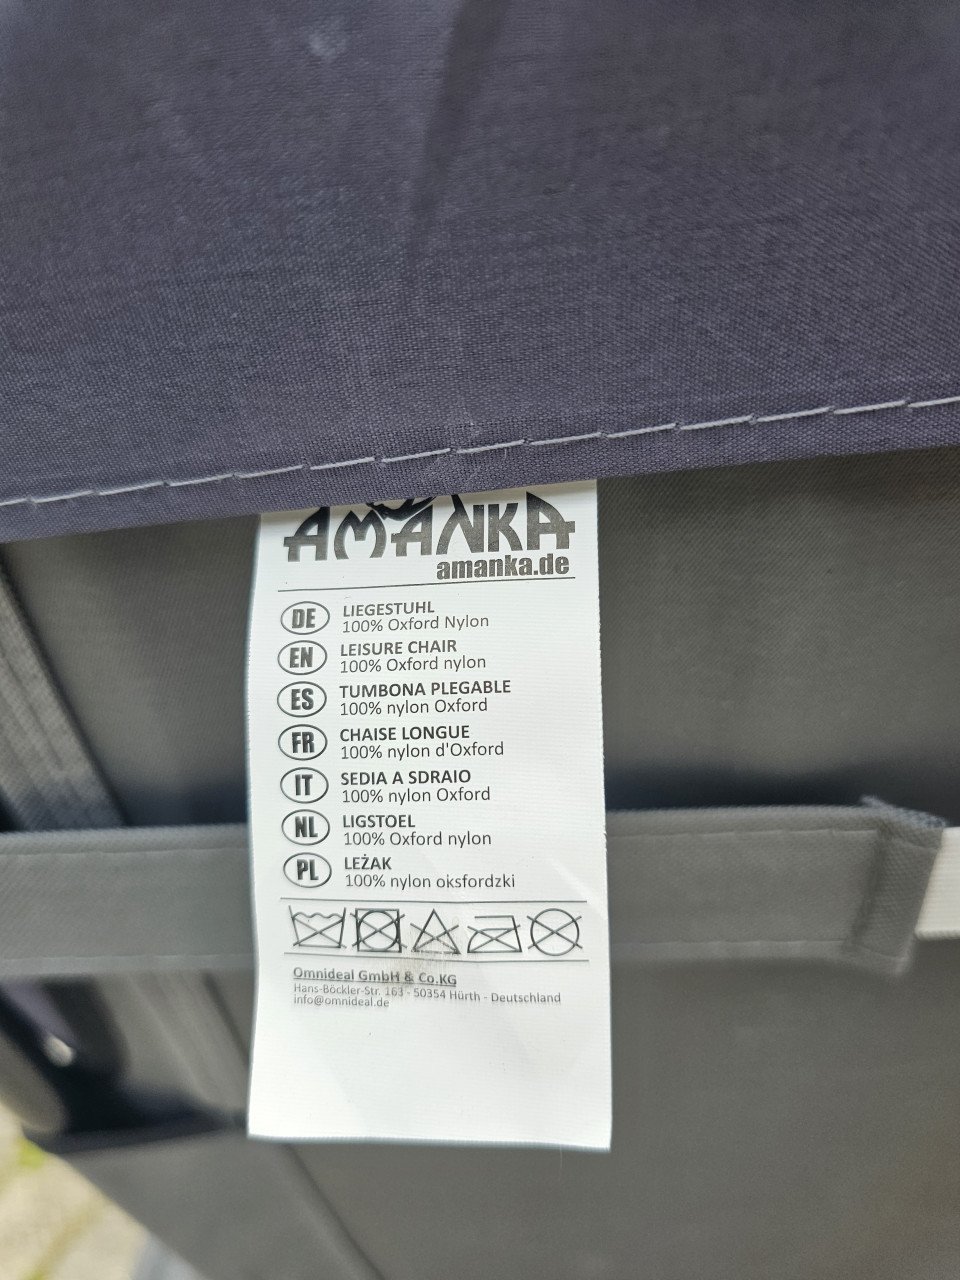 AMANKA
amanka.de
DE LIEGESTUHL
100% Oxford Nylon
EN LEISURE CHAIR
100% Oxford nylon
ES TUMBONA PLEGABLE
100% nylon Oxford
FR CHAISE LONGUE
100% nylon d'Oxford
IT SEDIA A SDRAIO
100% nylon Oxford
NL LIGSTOEL
100% Oxford nylon
PL LEŻAK
100% nylon oksfordzki
Omnideal GmbH & Co.KG
Hans-Böckler-Str. 163 - 50354 Hürth - Deutschland
info@omnideal.de